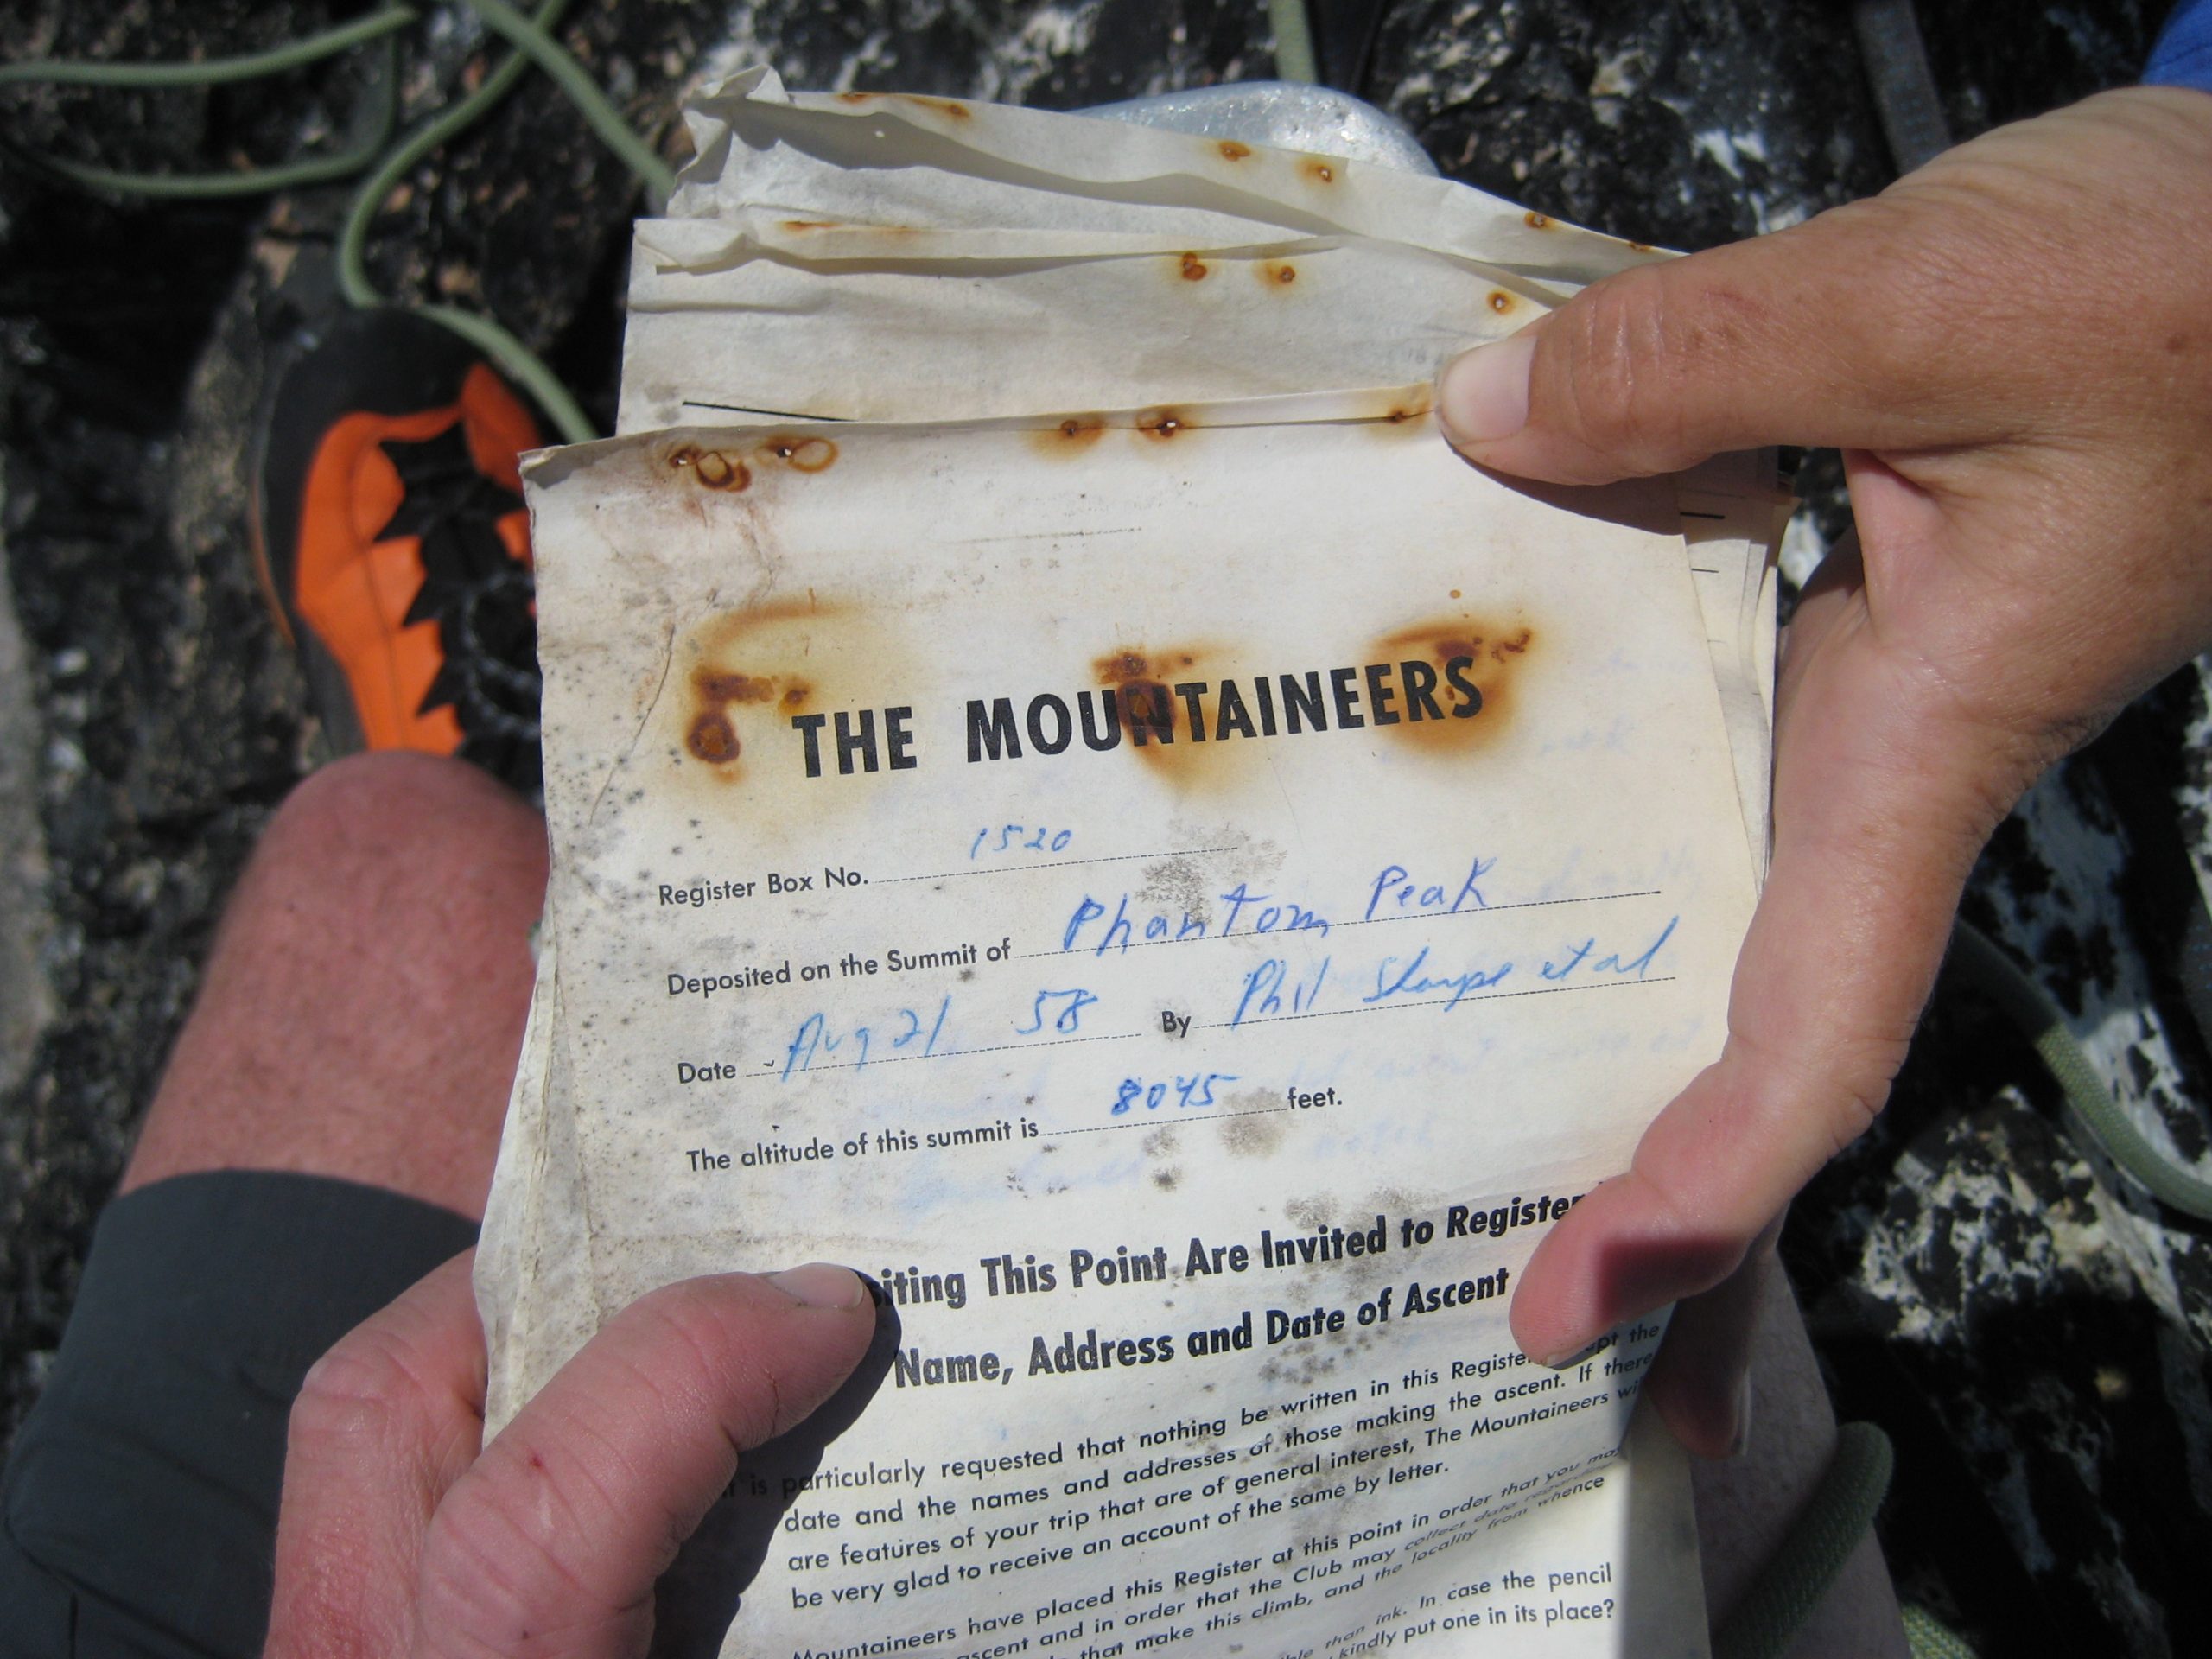 THE MOUNTAINEERS
Register Box No. 1520
Deposited on the Summit of Phantom Peak
Date Aug 21 58 By Phil Sharpe et al
The altitude of this summit is 8045 feet.
This Point Are Invited to Register
Name, Address and Date of Ascent
is particularly requested that nothing be written in this Register the
date and the names and addresses of those making the ascent. If there
are features of your trip that are of general interest, The Mountaineers
be very glad to receive an account of the same by letter.
Mountaineers have placed this Register at this point in order that you may
ascent and in order that the Club may collect data regarding
that make this climb, and the locality from whence
than ink. In case the pencil
kindly put one in its place?